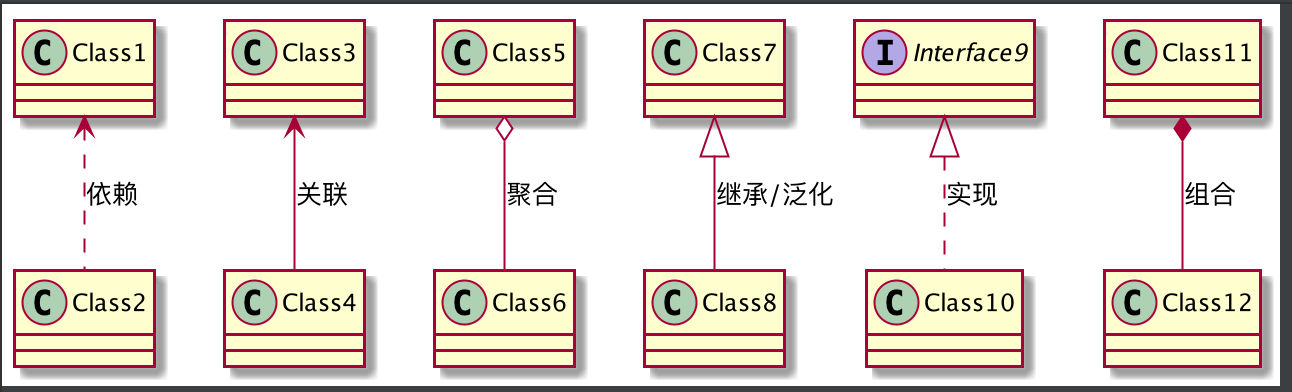 C Class1
C Class3
C Class5
C Class7
I Interface9
C Class11
依赖
关联
聚合
继承/泛化
实现
组合
C Class2
C Class4
C Class6
C Class8
C Class10
C Class12